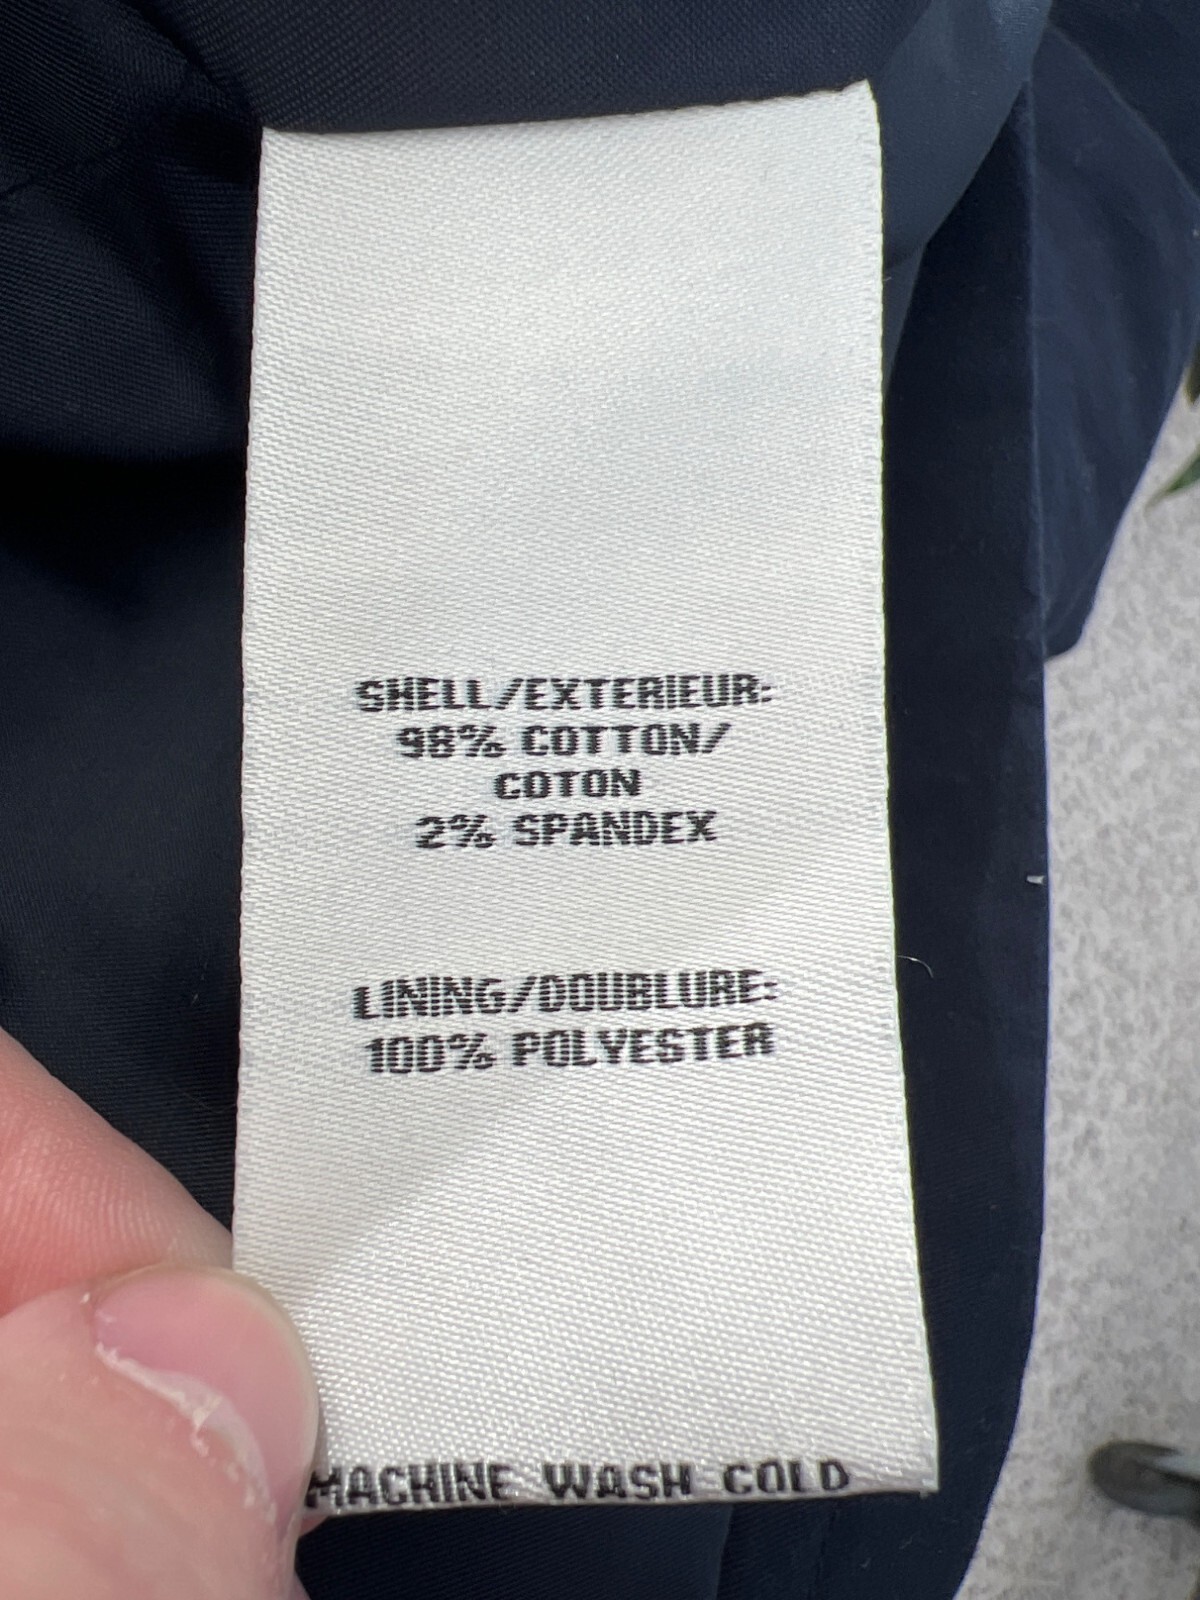 SHELL/EXTERIEUR:
98% COTTON/
COTON
2% SPANDEX
LINING/DOUBLURE:
100% POLYESTER
MACHINE WASH COLD